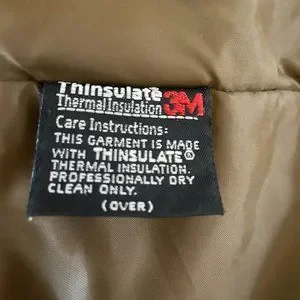 Thinsulate
Thermal Insulation 3M
Care Instructions:
THIS GARMENT IS MADE
WITH THINSULATE®
THERMAL INSULATION.
PROFESSIONALLY DRY
CLEAN ONLY.
(OVER)